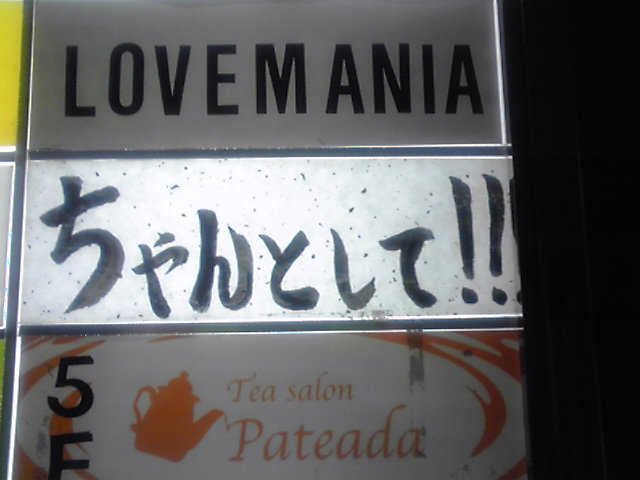 LOVEMANIA
ちゃんとして!!!
5F
Tea salon
Pateada